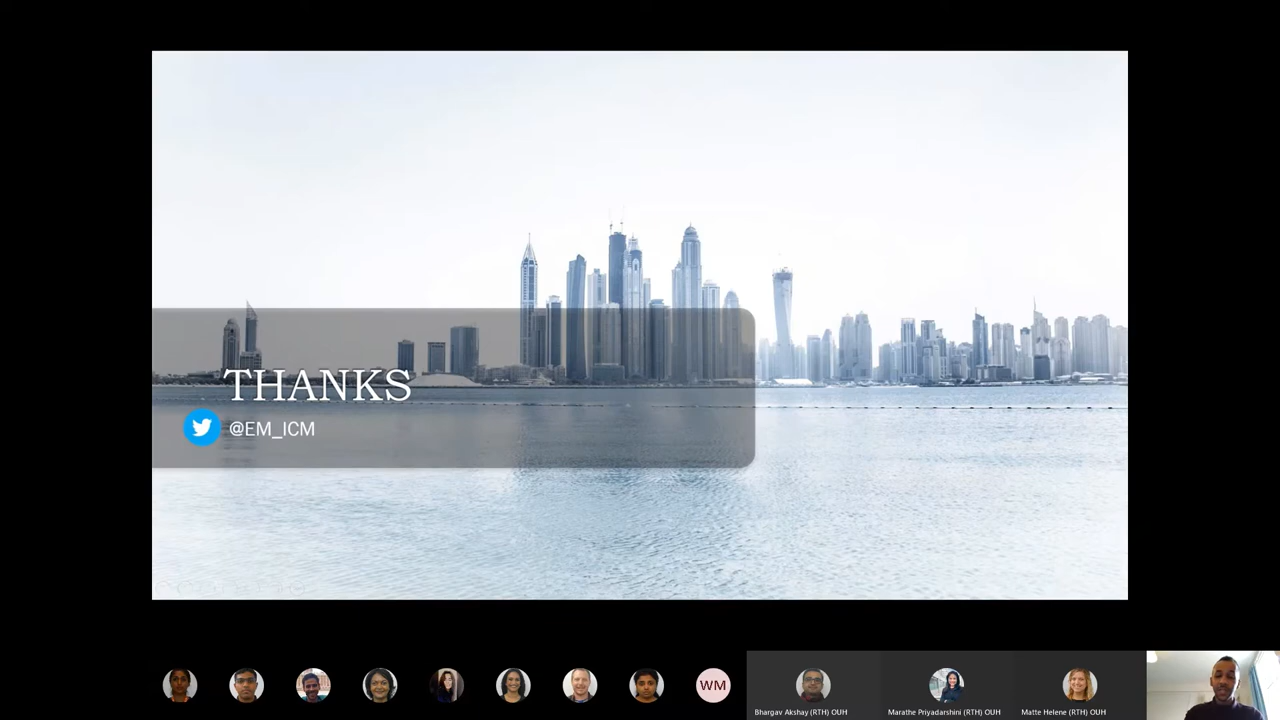 THANKS
@EM_ICM
WM
Bhargav Akshay (RTH) OUH
Marathe Priyadarshini (RTH) OUH
Matte Helene (RTH) OUH